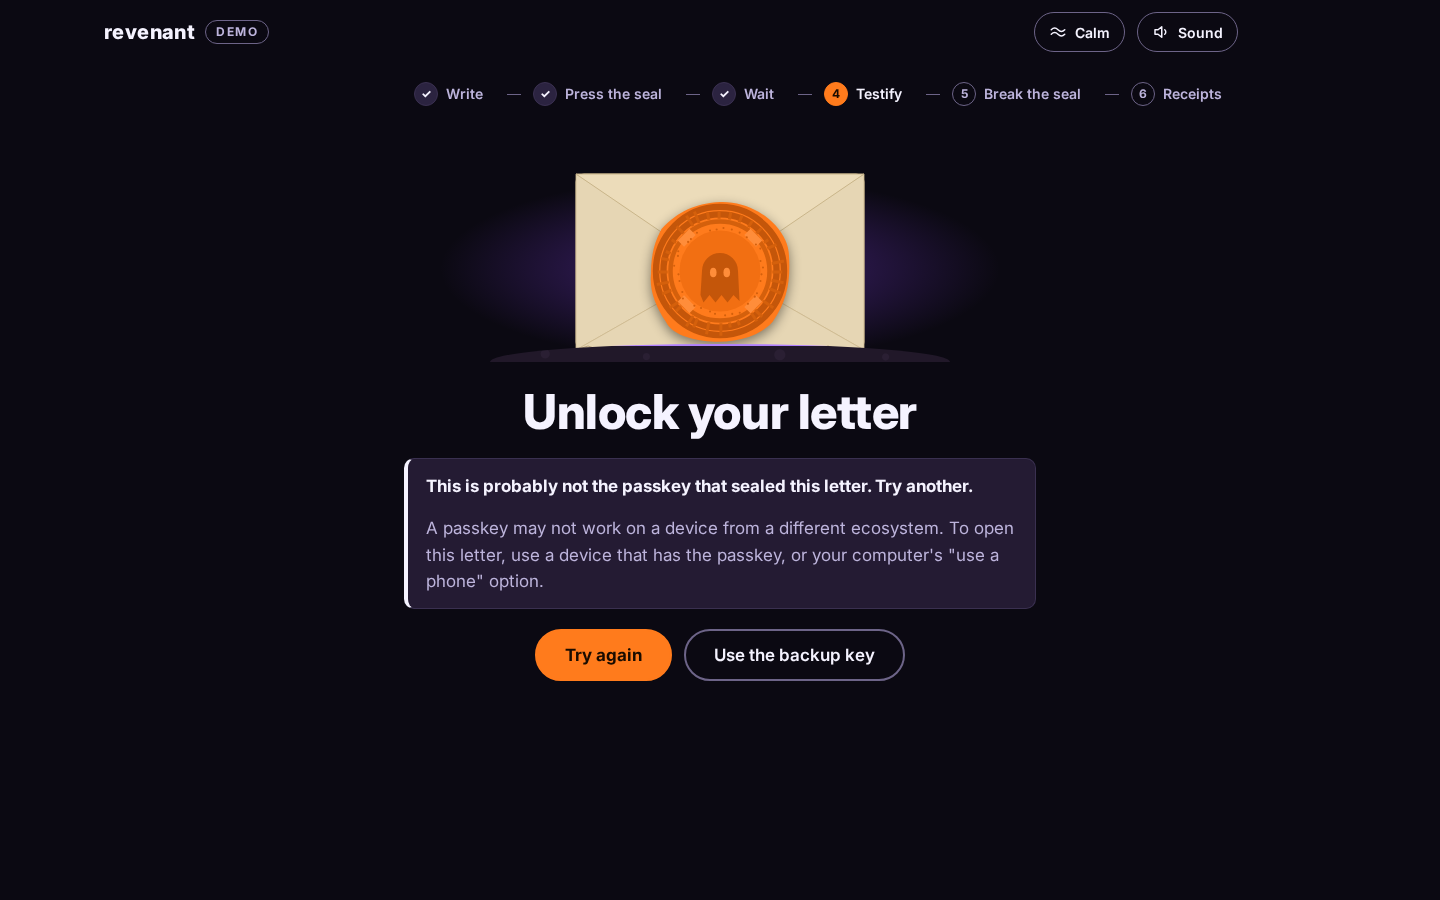 revenant DEMO
Calm Sound
Write — Press the seal — Wait — 4 Testify — 5 Break the seal — 6 Receipts
Unlock your letter
This is probably not the passkey that sealed this letter. Try another.
A passkey may not work on a device from a different ecosystem. To open
this letter, use a device that has the passkey, or your computer's "use a
phone" option.
Try again Use the backup key